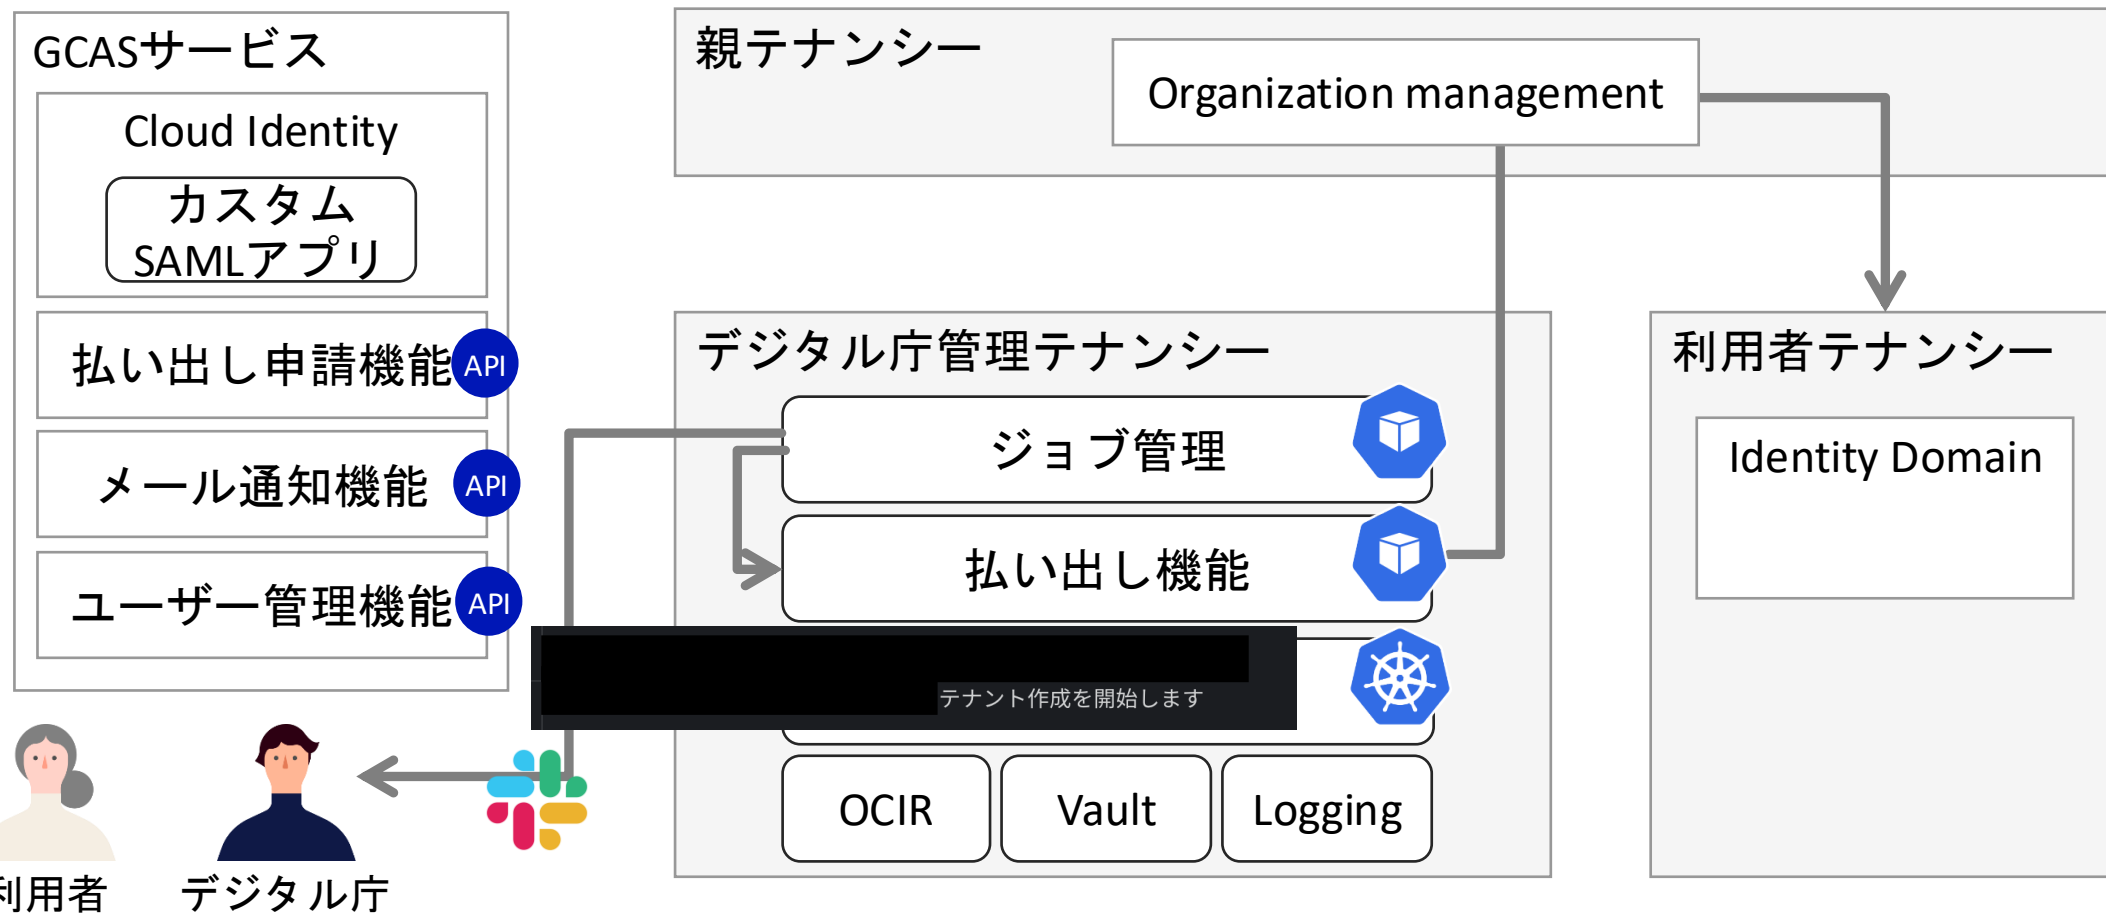 GCASサービス
Cloud Identity
カスタム
SAMLアプリ
払い出し申請機能
API
メール通知機能
API
ユーザー管理機能
API
利用者
デジタル庁
親テナンシー
Organization management
デジタル庁管理テナンシー
ジョブ管理
払い出し機能
テナント作成を開始します
OCIR
Vault
Logging
利用者テナンシー
Identity Domain